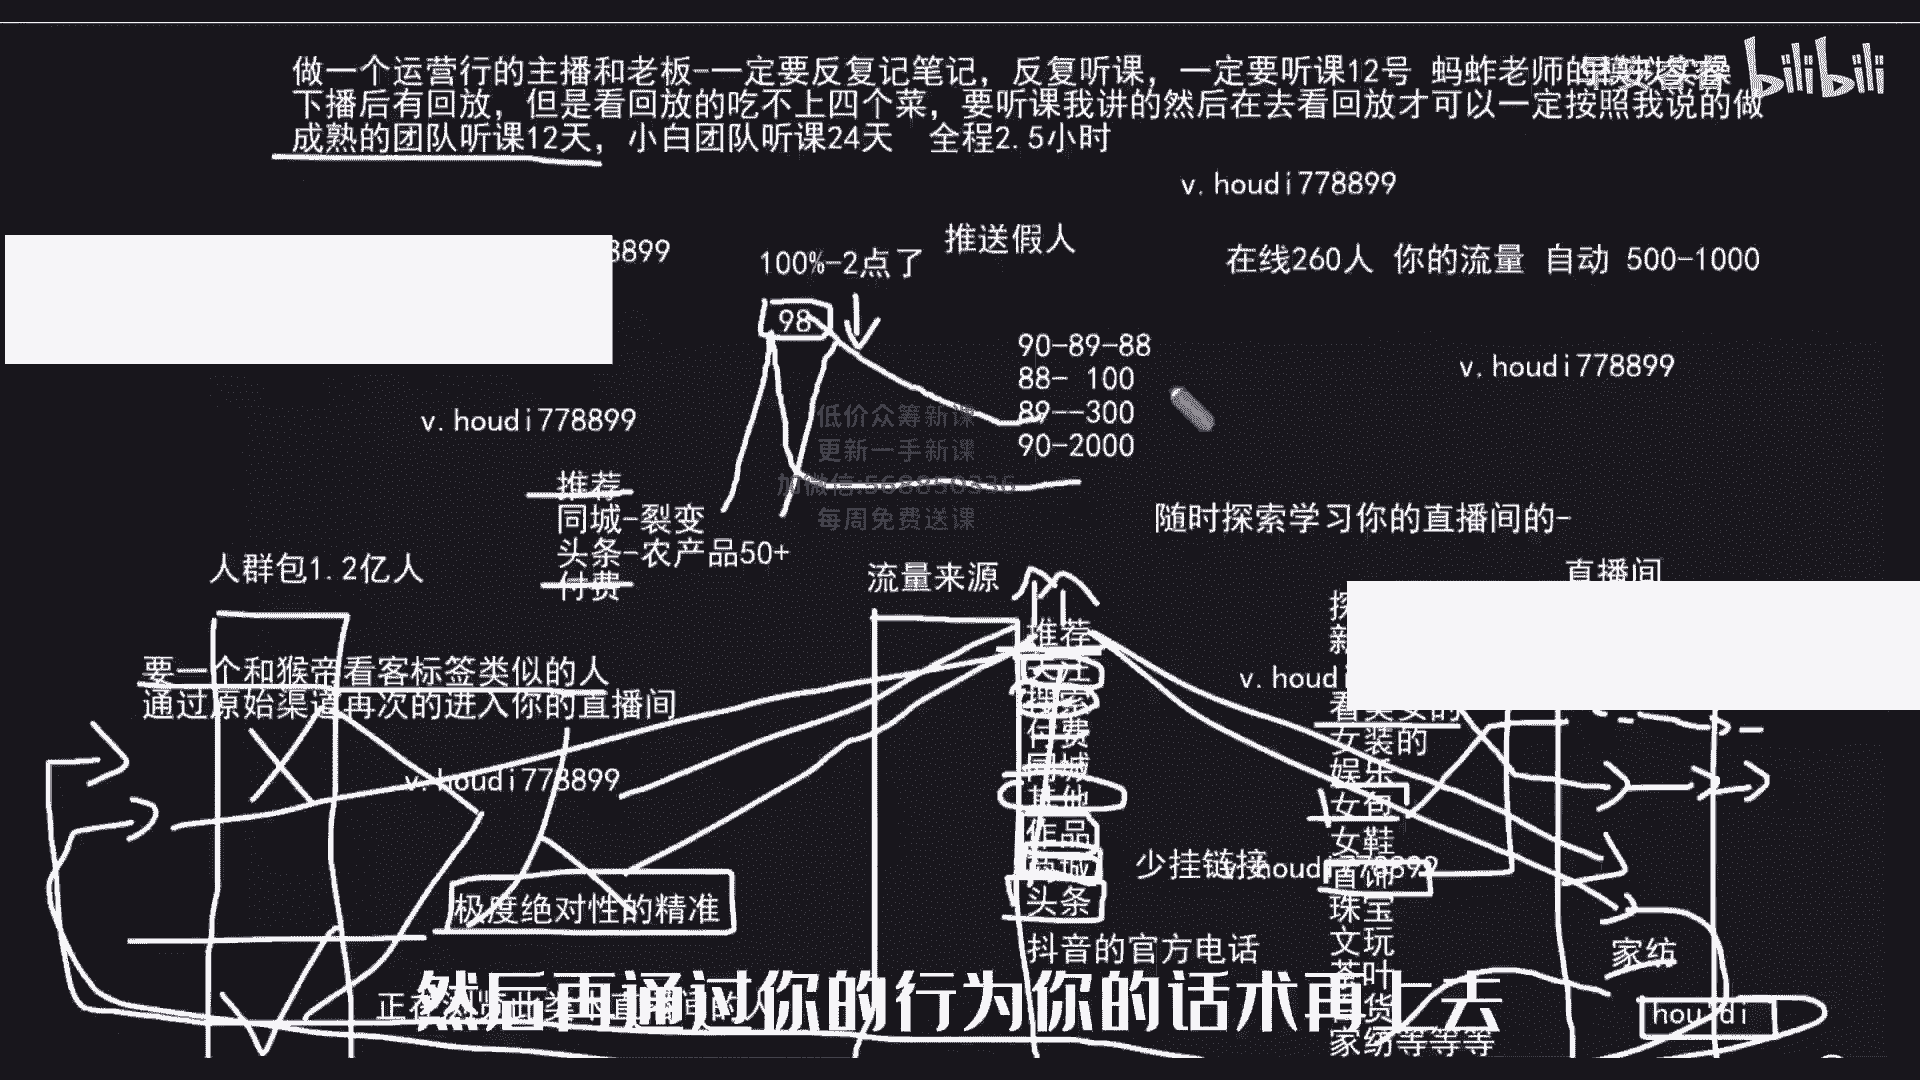 做一个运营行的主播和老板-一定要反复记笔记，反复听课，一定要听课12号 蚂蚱老师的模拟实操
bilibili
下播后有回放，但是看回放的吃不上四个菜，要听课我讲的然后在去看回放才可以一定按照我说的做
成熟的团队听课12天，小白团队听课24天 全程2.5小时
v.houdi778899
8899
100%-2点了
推送假人
在线260人 你的流量 自动 500-1000
98
90-89-88
88- 100
89--300
90-2000
v.houdi778899
v.houdi778899
低价众筹新课
更新一手新课
加微信:568850336
每周免费送课
推荐
同城-裂变
头条-农产品50+
付费
随时探索学习你的直播间的-
人群包1.2亿人
流量来源
直播间
要一个和猴帝看客标签类似的人
通过原始渠道再次的进入你的直播间
推荐
关注
搜索
付费
同城
其他
作品
商城
头条
抖音的官方电话
v.houdi
看美女的
女装的
娱乐
女包
女鞋
首饰
珠宝
文玩
茶叶
家纺等等等
v.houdi778899
少挂链接
v.houdi778899
极度绝对性的精准
家纺
houdi
然后再通过你的行为你的话术再上去